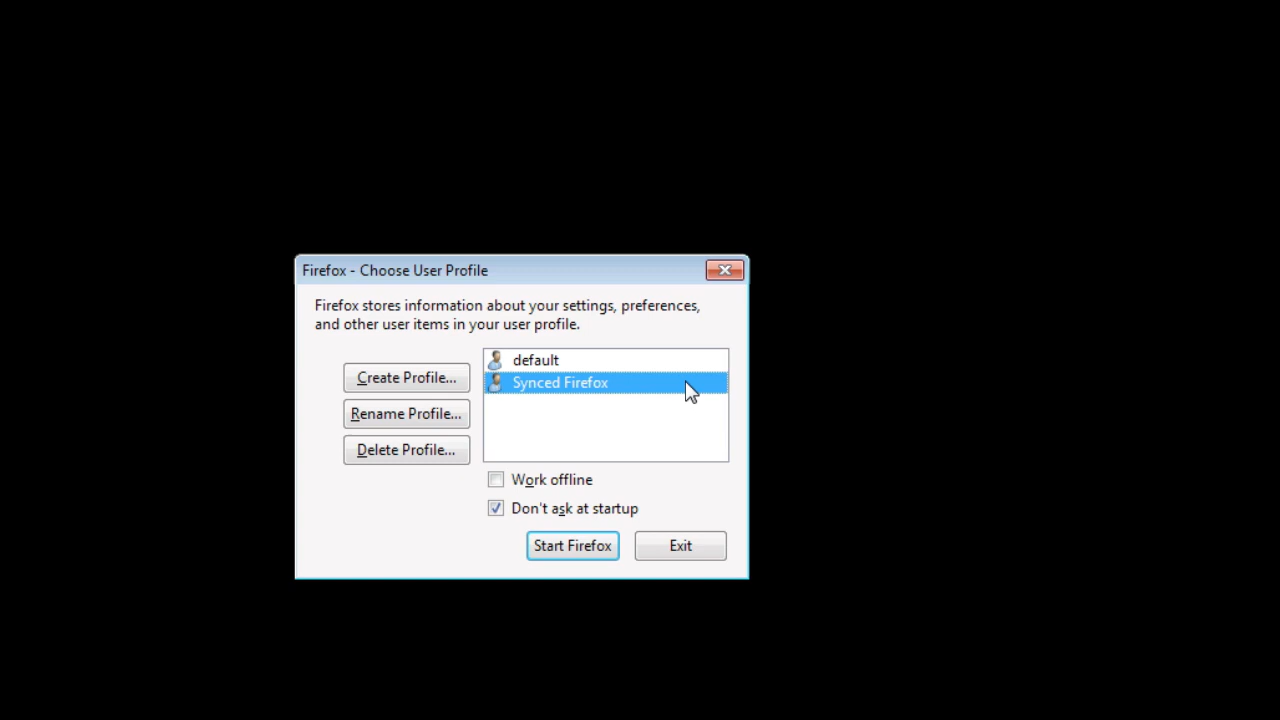 Firefox - Choose User Profile
Firefox stores information about your settings, preferences,
and other user items in your user profile.
default
Create Profile...
Synced Firefox
Rename Profile...
Delete Profile...
Work offline
Don't ask at startup
Start Firefox
Exit